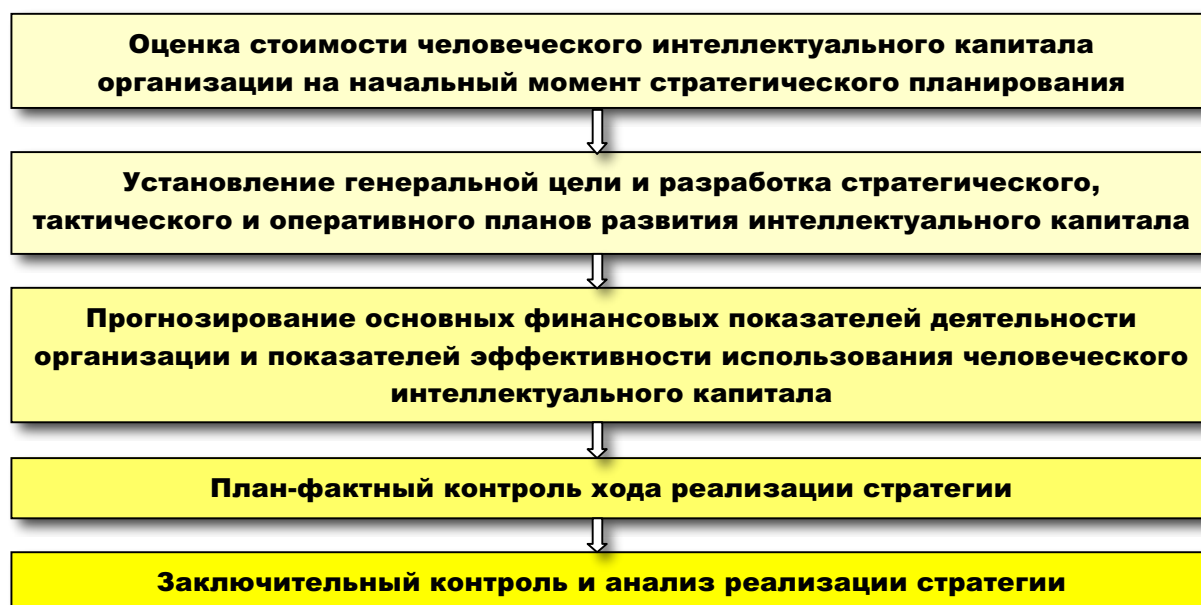 Оценка стоимости человеческого интеллектуального капитала
организации на начальный момент стратегического планирования
Установление генеральной цели и разработка стратегического,
тактического и оперативного планов развития интеллектуального капитала
Прогнозирование основных финансовых показателей деятельности
организации и показателей эффективности использования человеческого
интеллектуального капитала
План-фактный контроль хода реализации стратегии
Заключительный контроль и анализ реализации стратегии